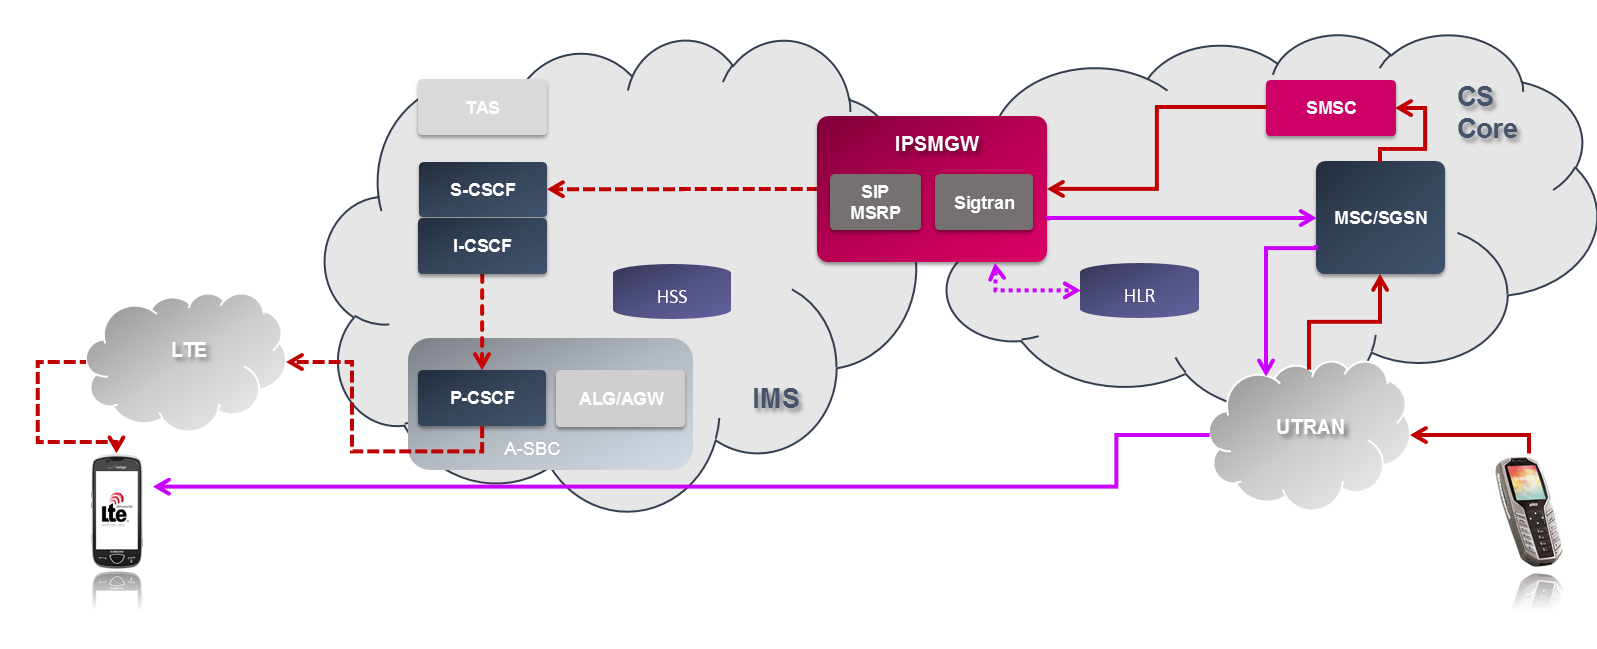 TAS
SMSC
CS
Core
IPSMGW
S-CSCF
SIP
MSRP
Sigtran
I-CSCF
MSC/SGSN
HSS
HLR
LTE
P-CSCF
ALG/AGW
IMS
A-SBC
UTRAN
Lte